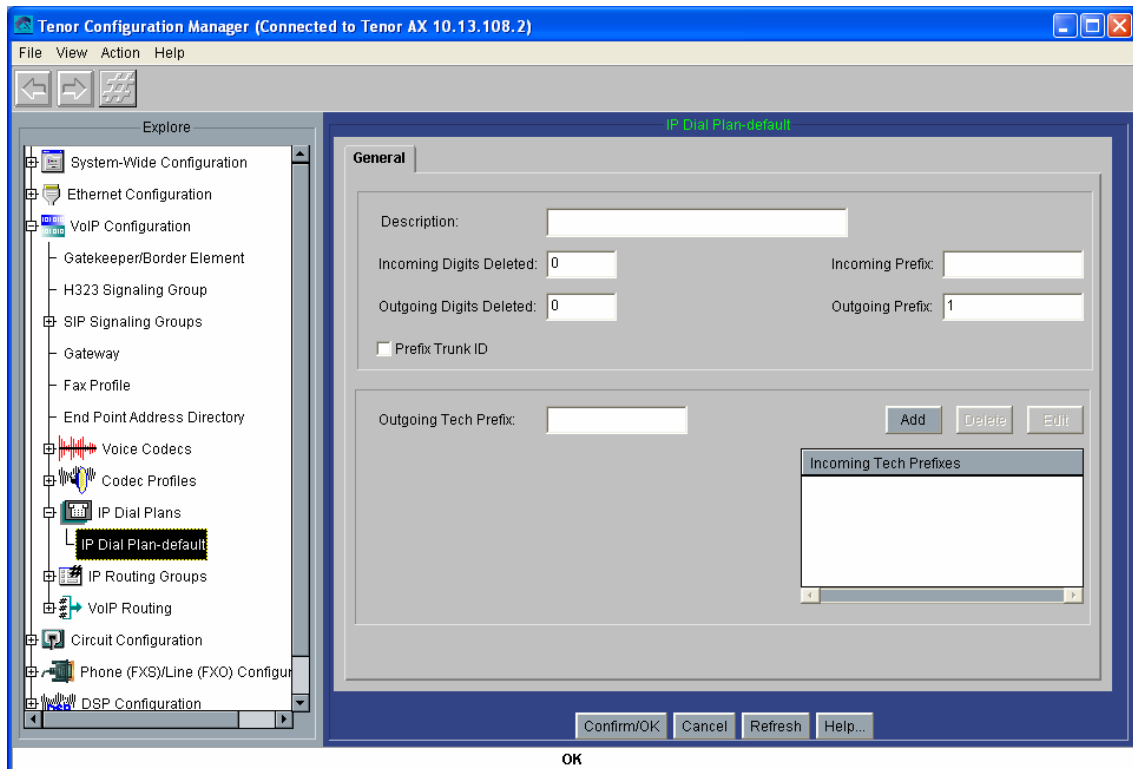 Tenor Configuration Manager (Connected to Tenor AX 10.13.108.2)
File View Action Help
Explore
System-Wide Configuration
Ethernet Configuration
VoIP Configuration
Gatekeeper/Border Element
H323 Signaling Group
SIP Signaling Groups
Gateway
Fax Profile
End Point Address Directory
Voice Codecs
Codec Profiles
IP Dial Plans
IP Dial Plan-default
IP Routing Groups
VoIP Routing
Circuit Configuration
Phone (FXS)/Line (FXO) Configur
DSP Configuration
IP Dial Plan-default
General
Description:
Incoming Digits Deleted: 0 Incoming Prefix:
Outgoing Digits Deleted: 0 Outgoing Prefix: 1
Prefix Trunk ID
Outgoing Tech Prefix: Add Delete Edit
Incoming Tech Prefixes
Confirm/OK Cancel Refresh Help...
OK